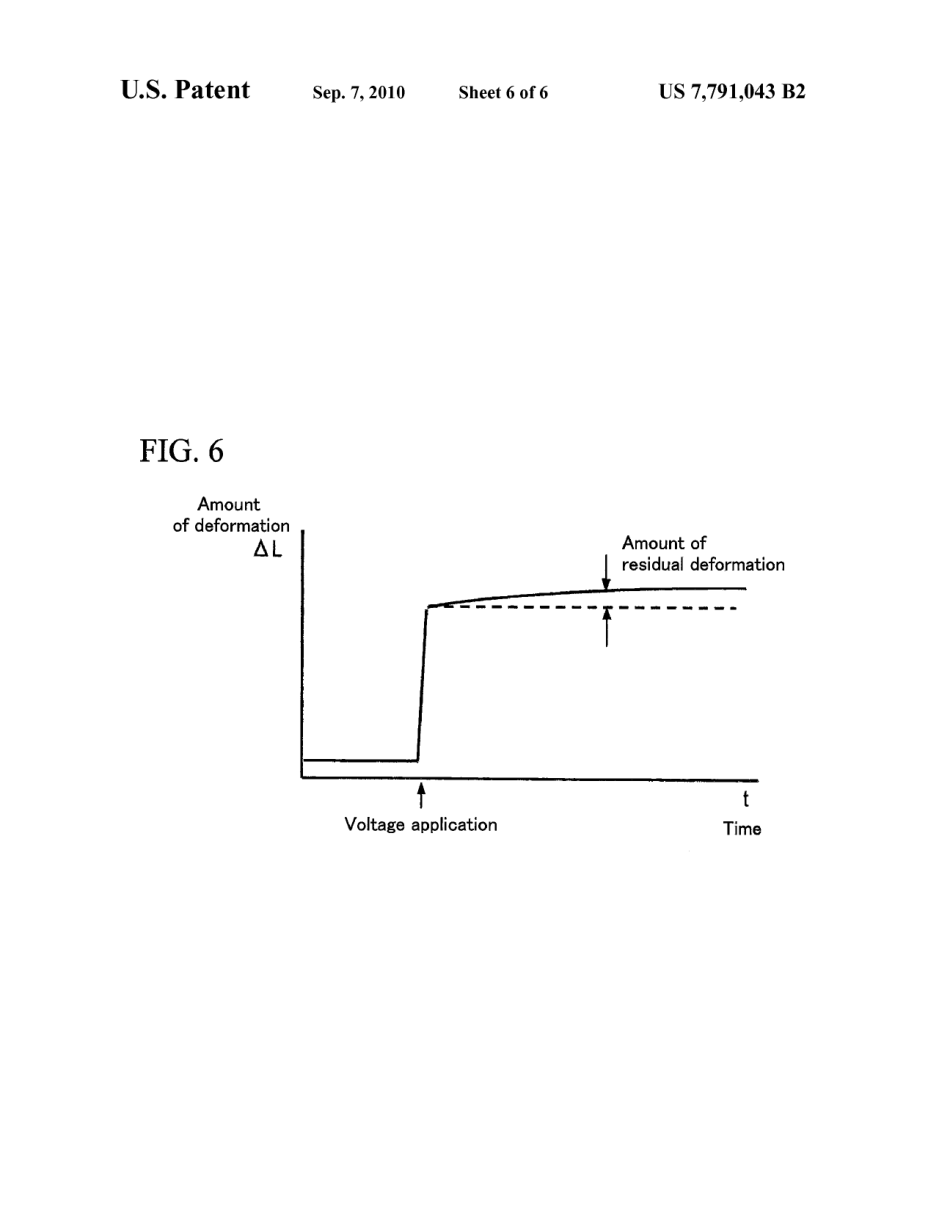 U.S. Patent Sep. 7, 2010 Sheet 6 of 6 US 7,791,043 B2
FIG. 6
Amount
of deformation
ΔL
Amount of
residual deformation
t
Voltage application
Time